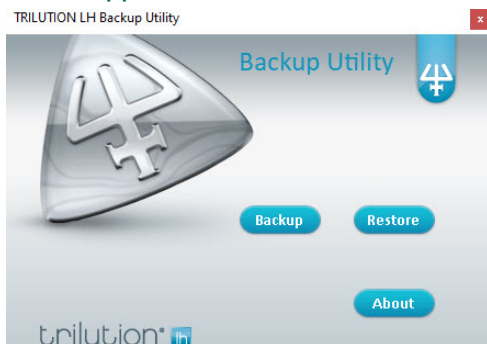 TRILUTION LH Backup Utility
x
Backup Utility
Backup
Restore
About
trilution® lh